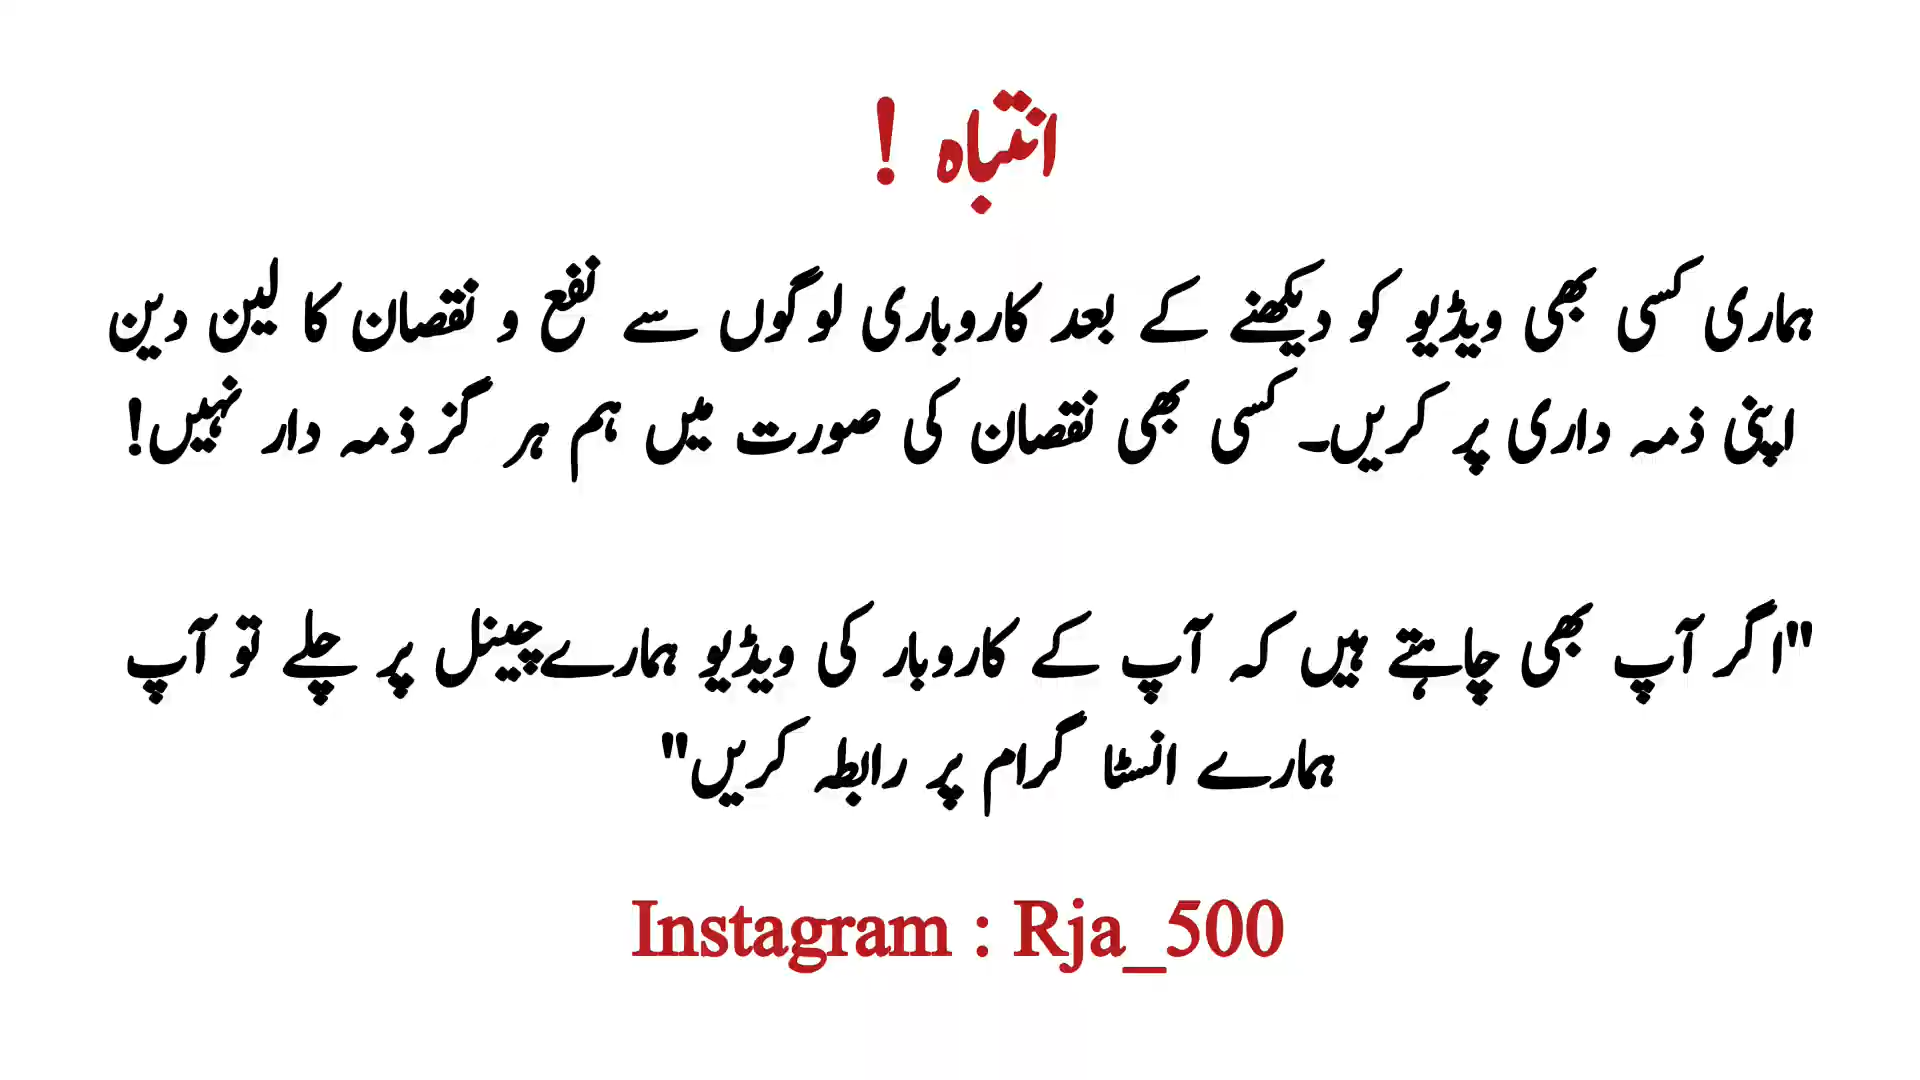 انتباہ !
ہماری کسی بھی ویڈیو کو دیکھنے کے بعد کاروباری لوگوں سے نفع و نقصان کا لین دین
اپنی ذمہ داری پر کریں۔ کسی بھی نقصان کی صورت میں ہم ہر گز ذمہ دار نہیں!
"اگر آپ بھی چاہتے ہیں کہ آپ کے کاروبار کی ویڈیو ہمارے چینل پر چلے تو آپ
ہمارے انسٹا گرام پر رابطہ کریں"
Instagram : Rja_500